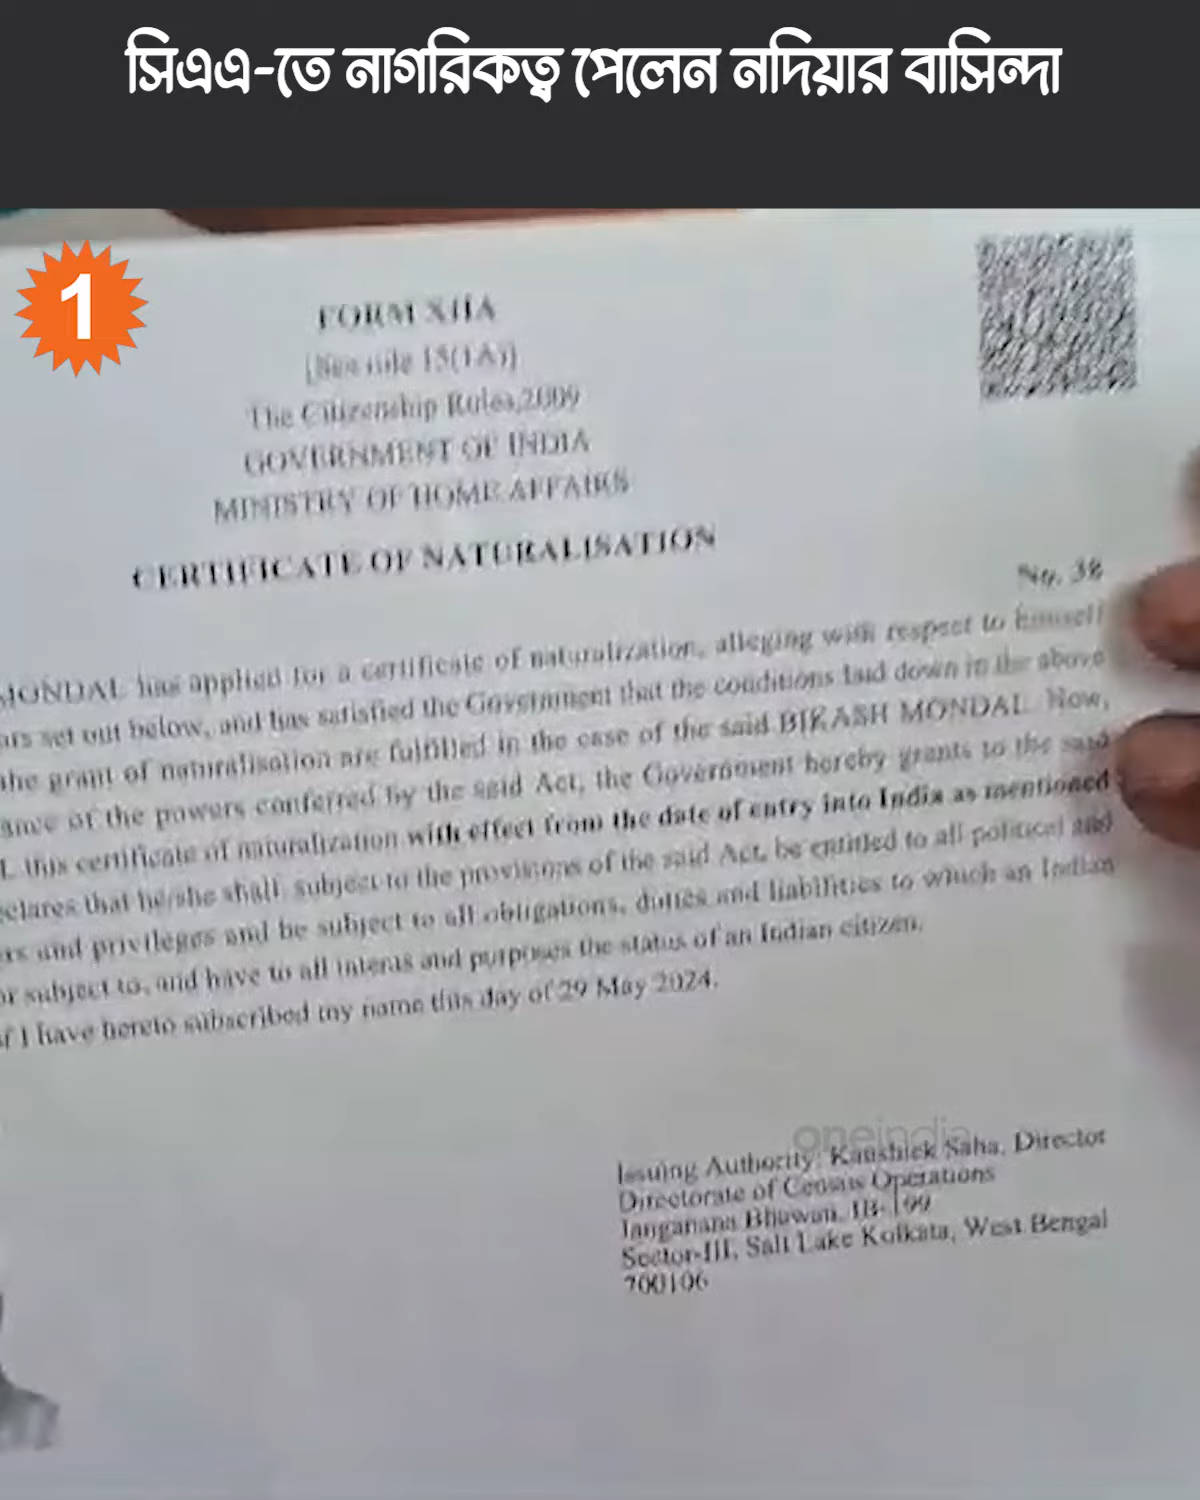 সিএএ-তে নাগরিকত্ব পেলেন নদিয়ার বাসিন্দা
1
FORM XIIA
[See rule 15(1A)]
The Citizenship Rules,2009
GOVERNMENT OF INDIA
MINISTRY OF HOME AFFAIRS
CERTIFICATE OF NATURALISATION
No. 38
MONDAL has applied for a certificate of naturalization, alleging with respect to himself
set out below, and has satisfied the Government that the conditions laid down in the above
the grant of naturalisation are fulfilled in the case of the said BIKASH MONDAL. Now,
of the powers conferred by the said Act, the Government hereby grants to the said
this certificate of naturalization with effect from the date of entry into India as mentioned
that he/she shall, subject to the provisions of the said Act, be entitled to all political and
and privileges and be subject to all obligations, duties and liabilities to which an Indian
or subject to, and have to all intents and purposes the status of an Indian citizen.
I have hereto subscribed my name this day of 29 May 2024.
oneindia
Issuing Authority: Kaushick Saha, Director
Directorate of Census Operations
Janganana Bhawan, IB-199
Sector-III, Salt Lake Kolkata, West Bengal
700106